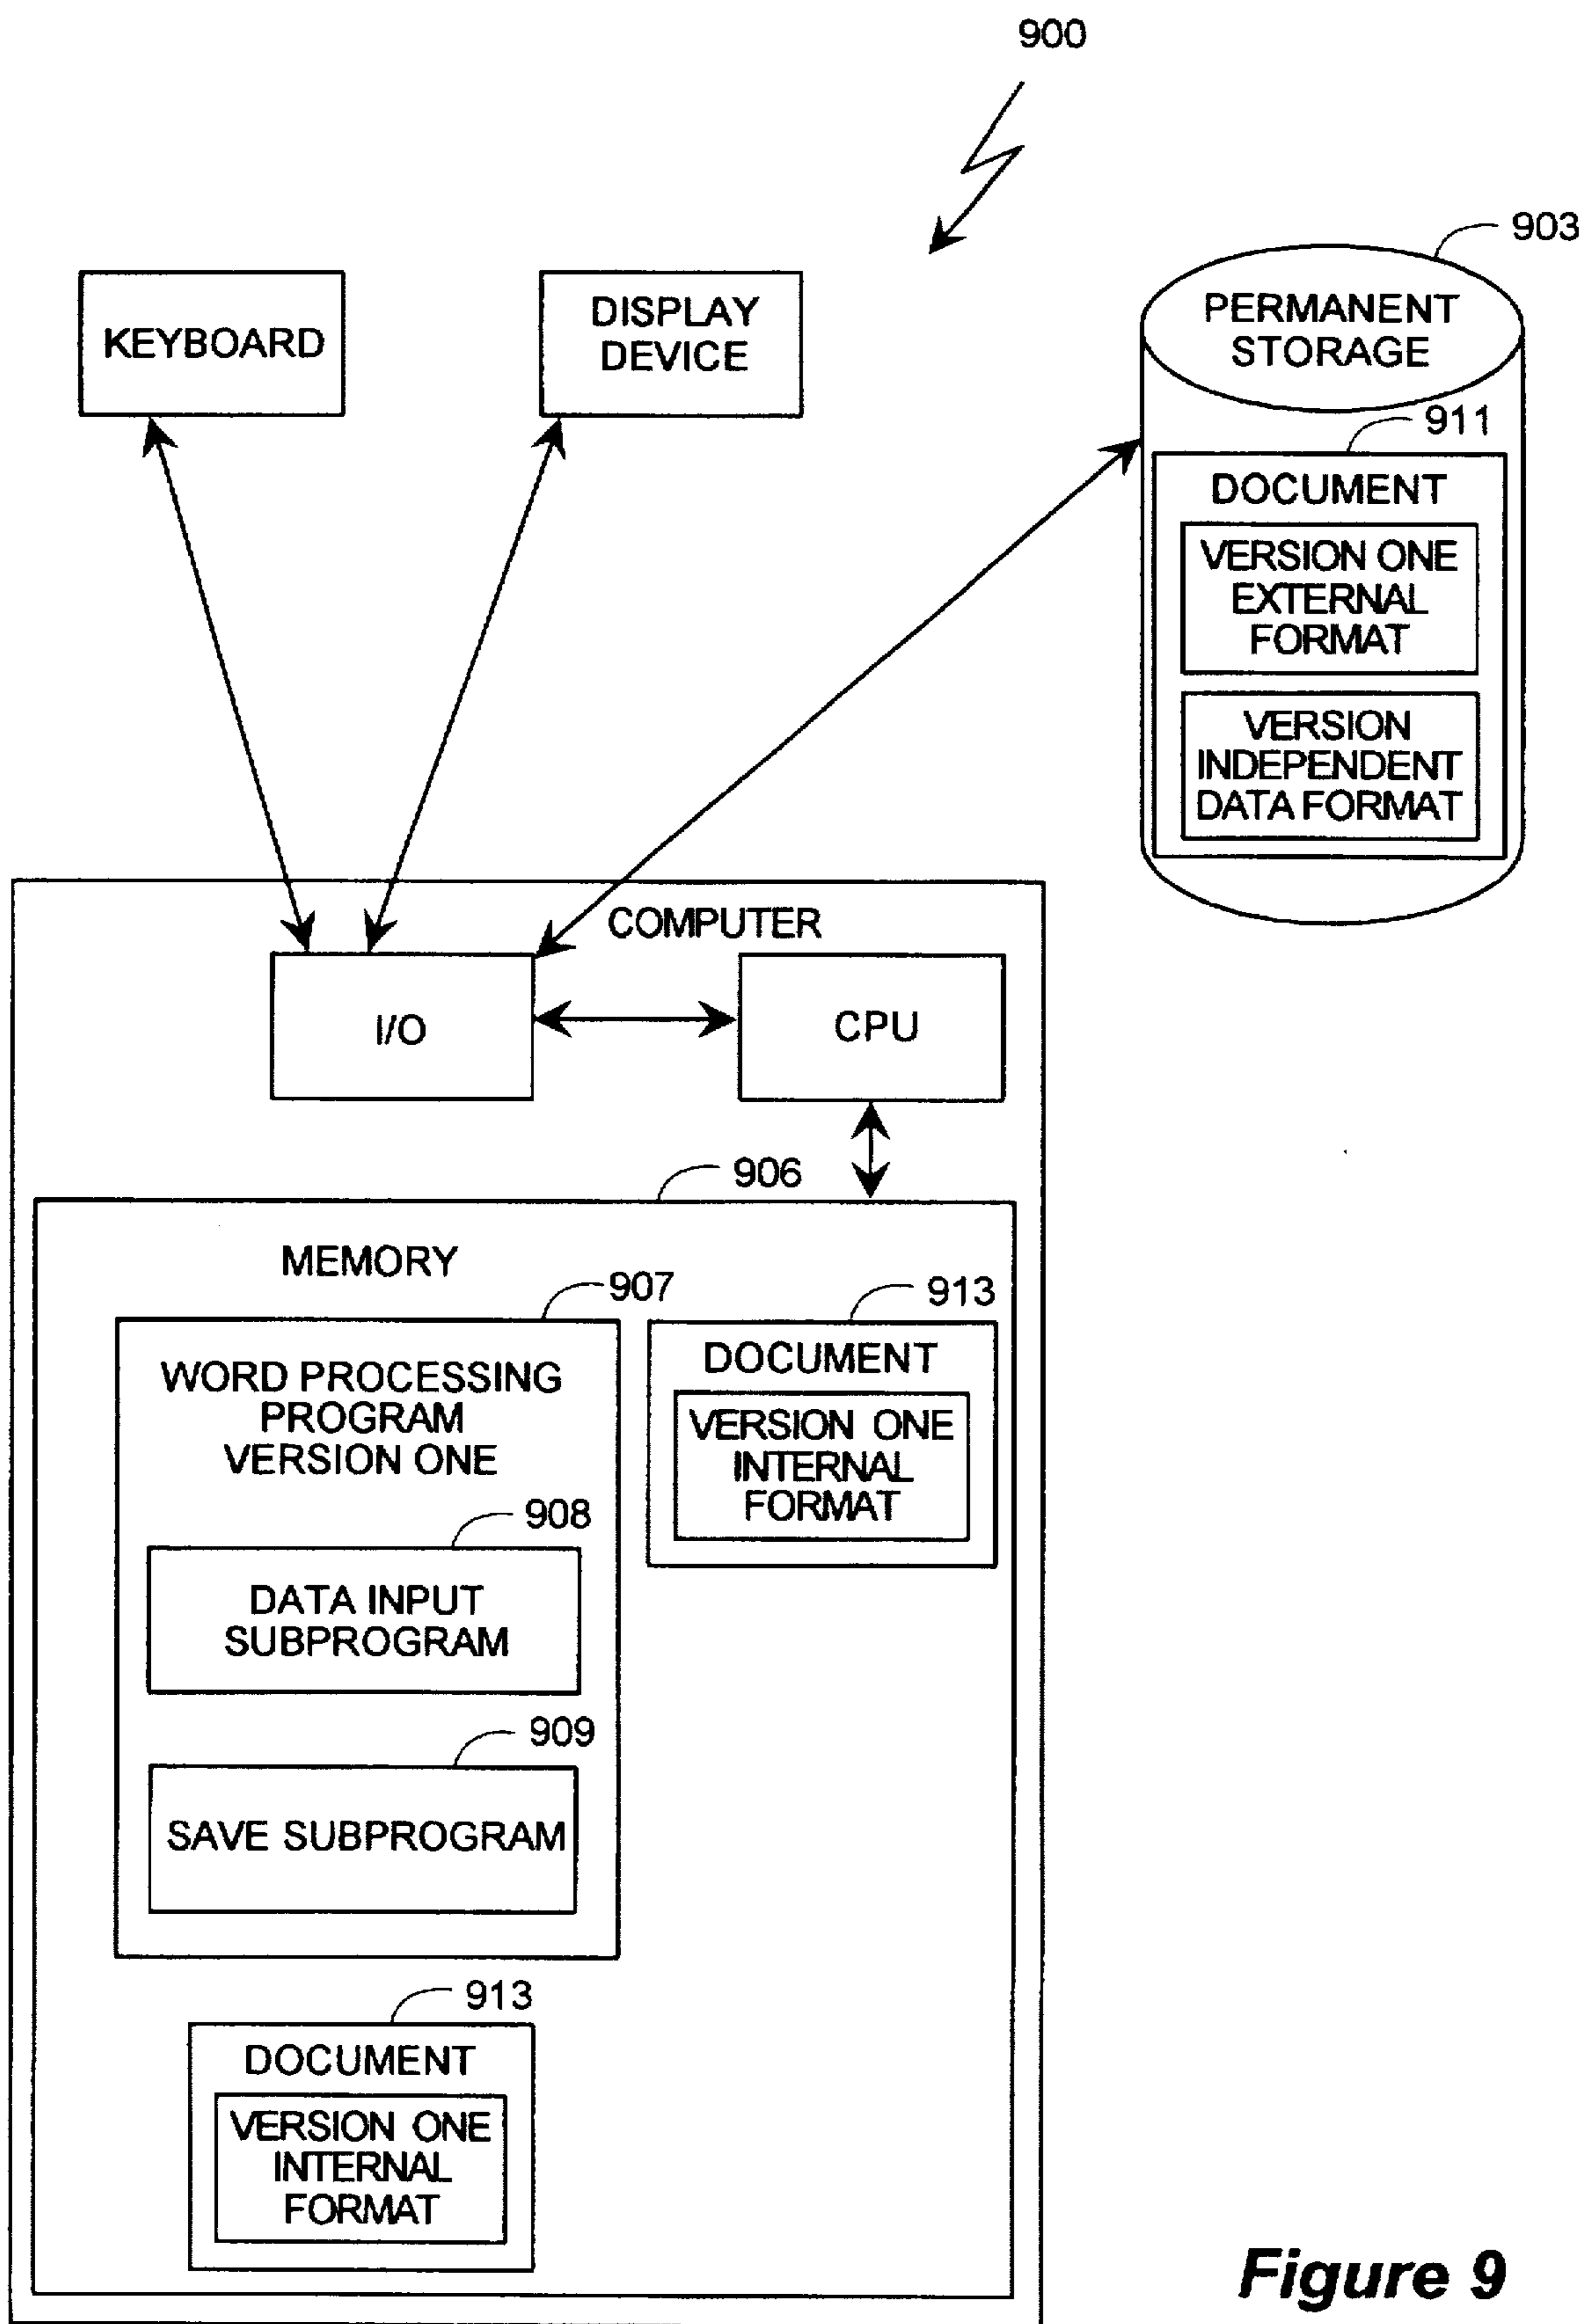 900
903
KEYBOARD
DISPLAY
DEVICE
PERMANENT
STORAGE
911
DOCUMENT
VERSION ONE
EXTERNAL
FORMAT
VERSION
INDEPENDENT
DATA FORMAT
COMPUTER
I/O
CPU
906
MEMORY
907
WORD PROCESSING
PROGRAM
VERSION ONE
908
DATA INPUT
SUBPROGRAM
909
SAVE SUBPROGRAM
913
DOCUMENT
VERSION ONE
INTERNAL
FORMAT
913
DOCUMENT
VERSION ONE
INTERNAL
FORMAT
Figure 9